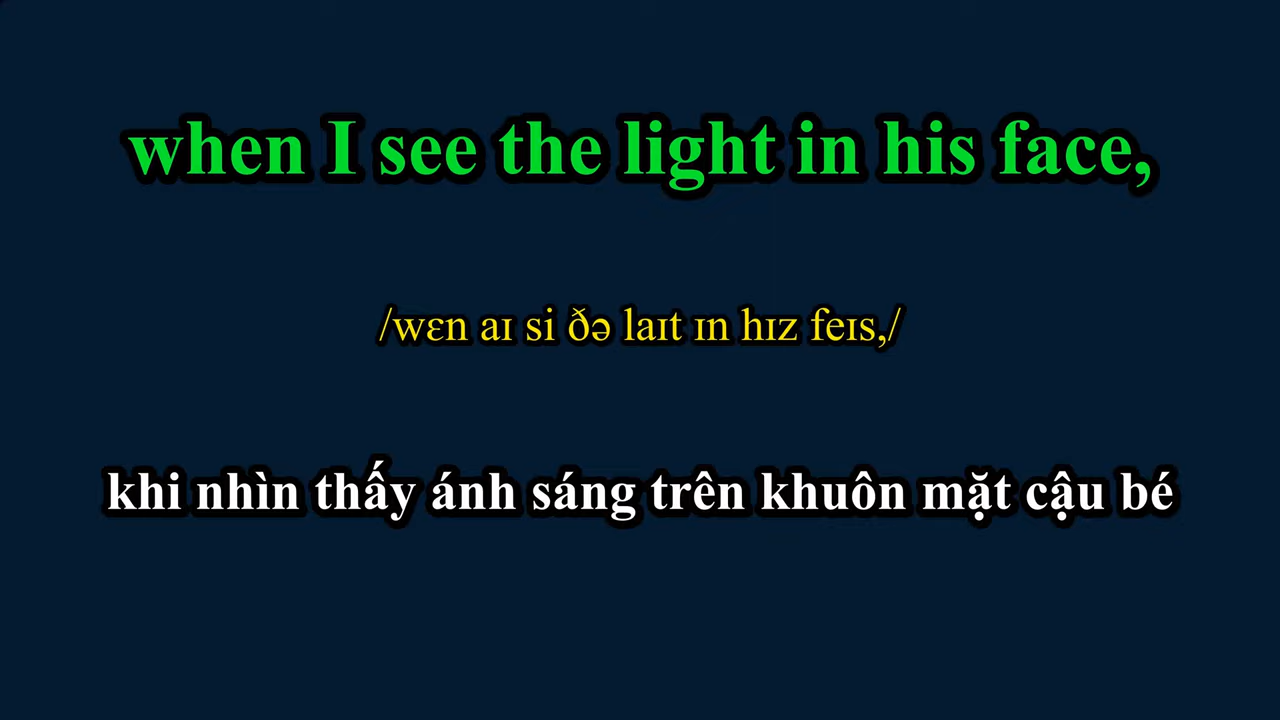 when I see the light in his face,
/wɛn aɪ si ðə laɪt ɪn hɪz feɪs,/
khi nhìn thấy ánh sáng trên khuôn mặt cậu bé